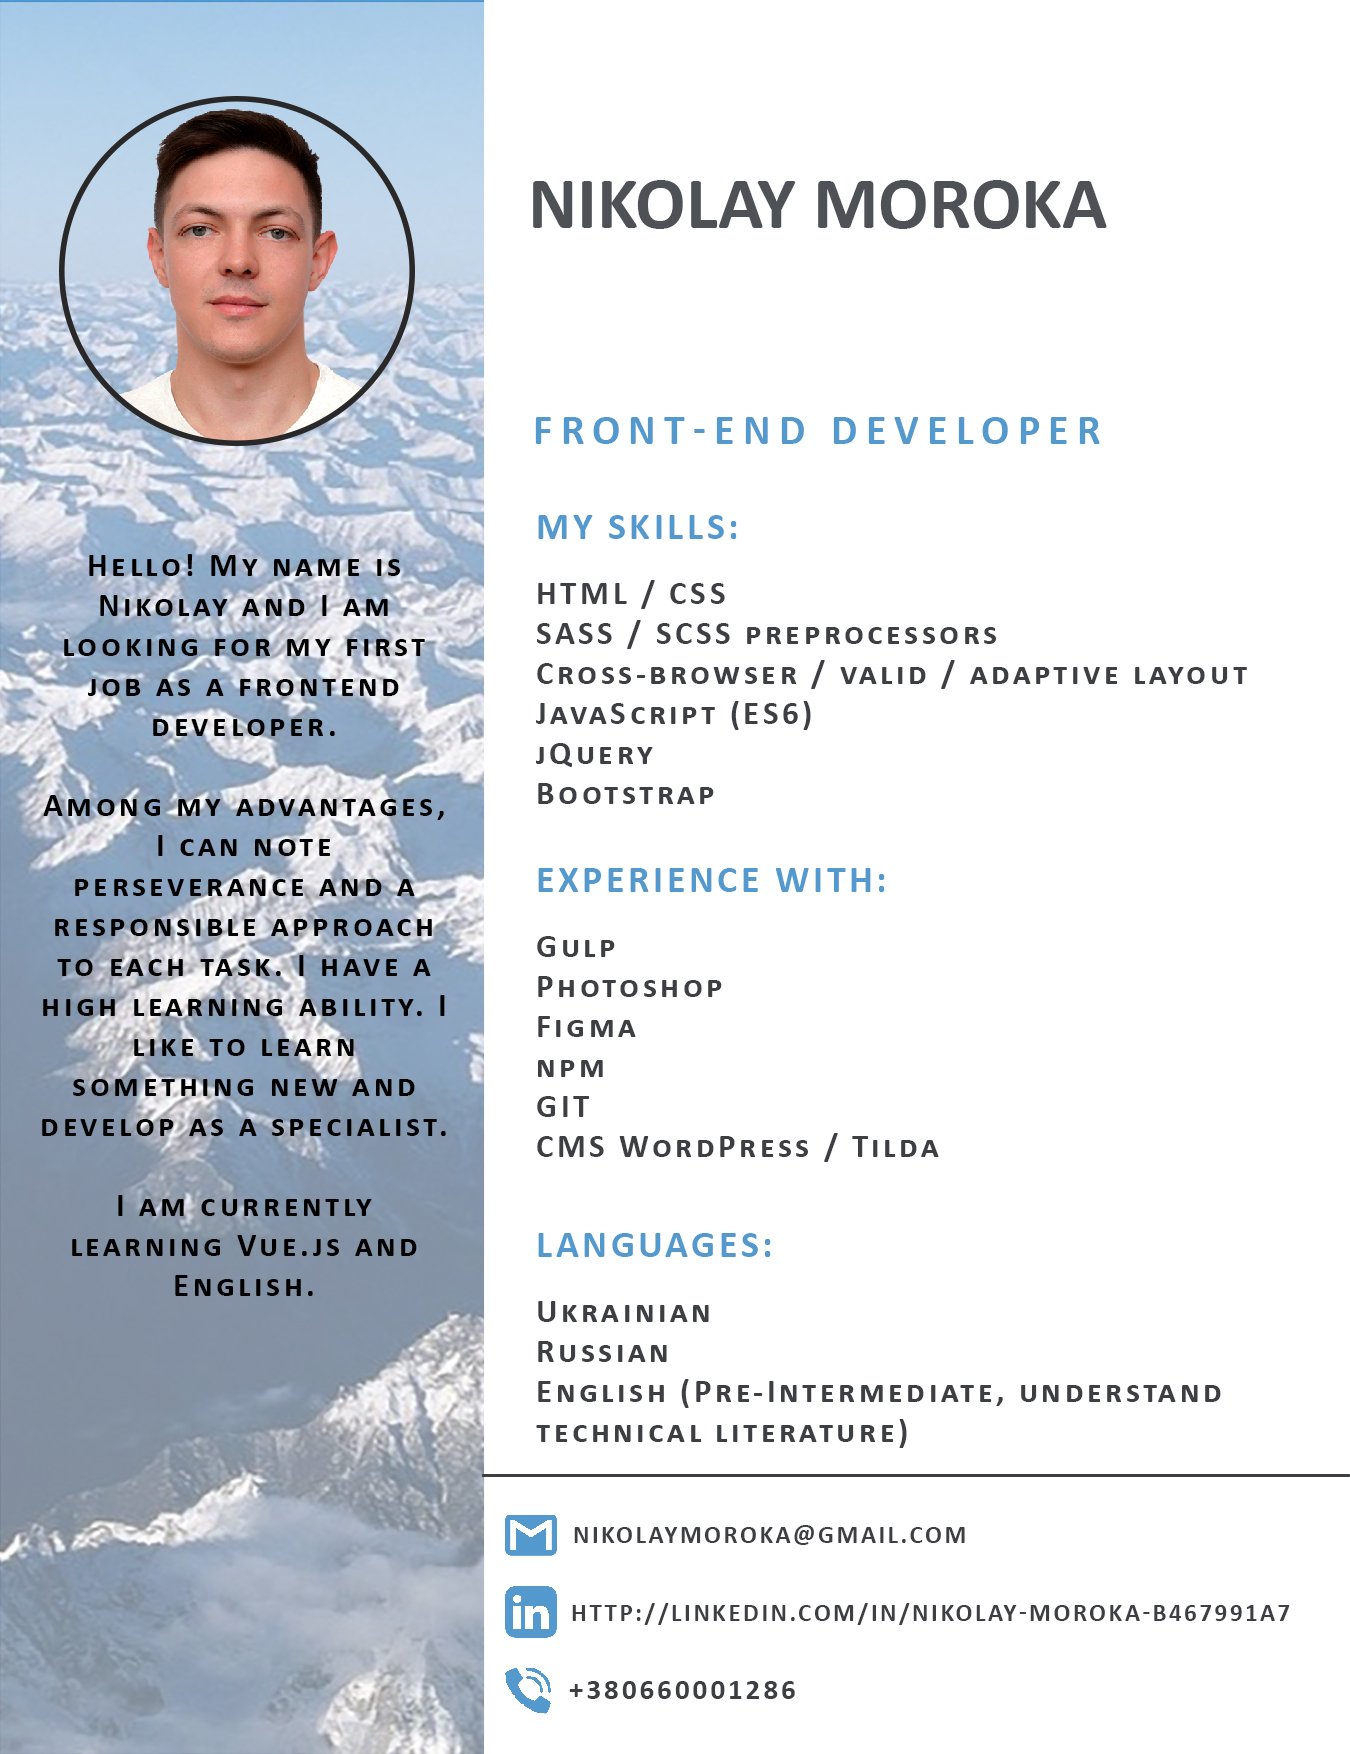 Hello! My name is
Nikolay and I am
looking for my first
job as a frontend
developer.
Among my advantages,
I can note
perseverance and a
responsible approach
to each task. I have a
high learning ability. I
like to learn
something new and
develop as a specialist.
I am currently
learning Vue.js and
English.
NIKOLAY MOROKA
FRONT-END DEVELOPER
MY SKILLS:
HTML / CSS
SASS / SCSS preprocessors
Cross-browser / valid / adaptive layout
JavaScript (ES6)
jQuery
Bootstrap
EXPERIENCE WITH:
Gulp
Photoshop
Figma
npm
GIT
CMS WordPress / Tilda
LANGUAGES:
Ukrainian
Russian
English (Pre-Intermediate, understand
technical literature)
NIKOLAYMOROKA@GMAIL.COM
in HTTP://LINKEDIN.COM/IN/NIKOLAY-MOROKA-B467991A7
+380660001286